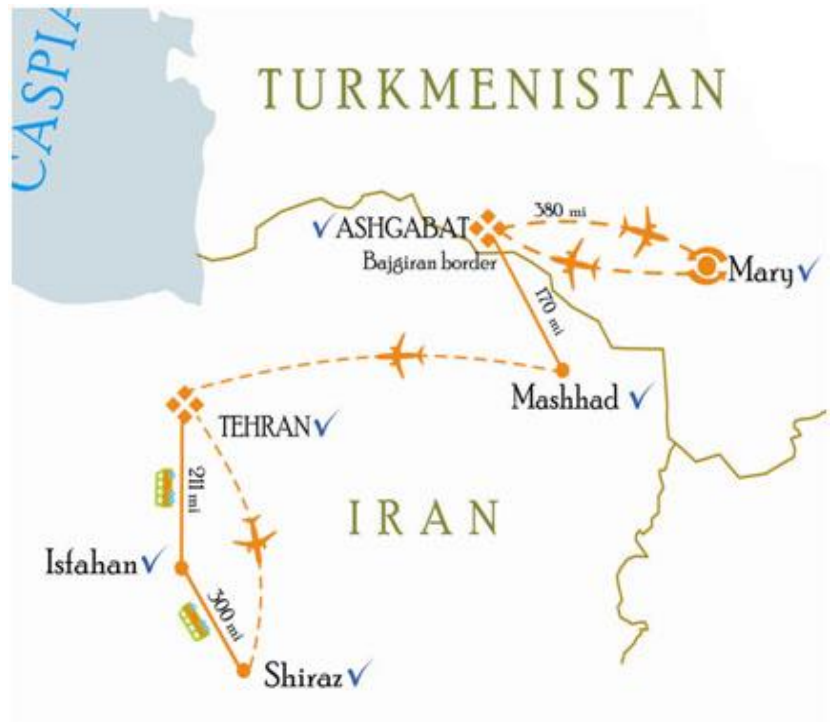 CASPIA
TURKMENISTAN
380 mi
ASHGABAT
Bajgiran border
Mary
170 mi
Mashhad
TEHRAN
211 mi
IRAN
Isfahan
300 mi
Shiraz